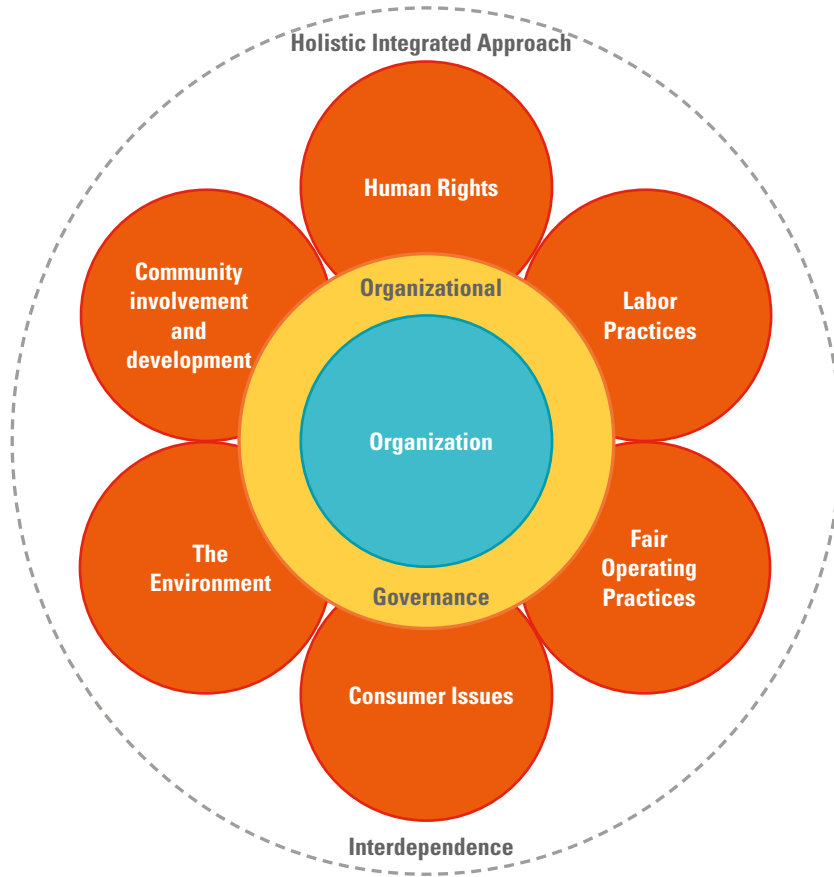 Holistic Integrated Approach
Human Rights
Community
involvement
and
development
Organizational
Labor
Practices
Organization
The
Environment
Fair
Operating
Practices
Governance
Consumer Issues
Interdependence